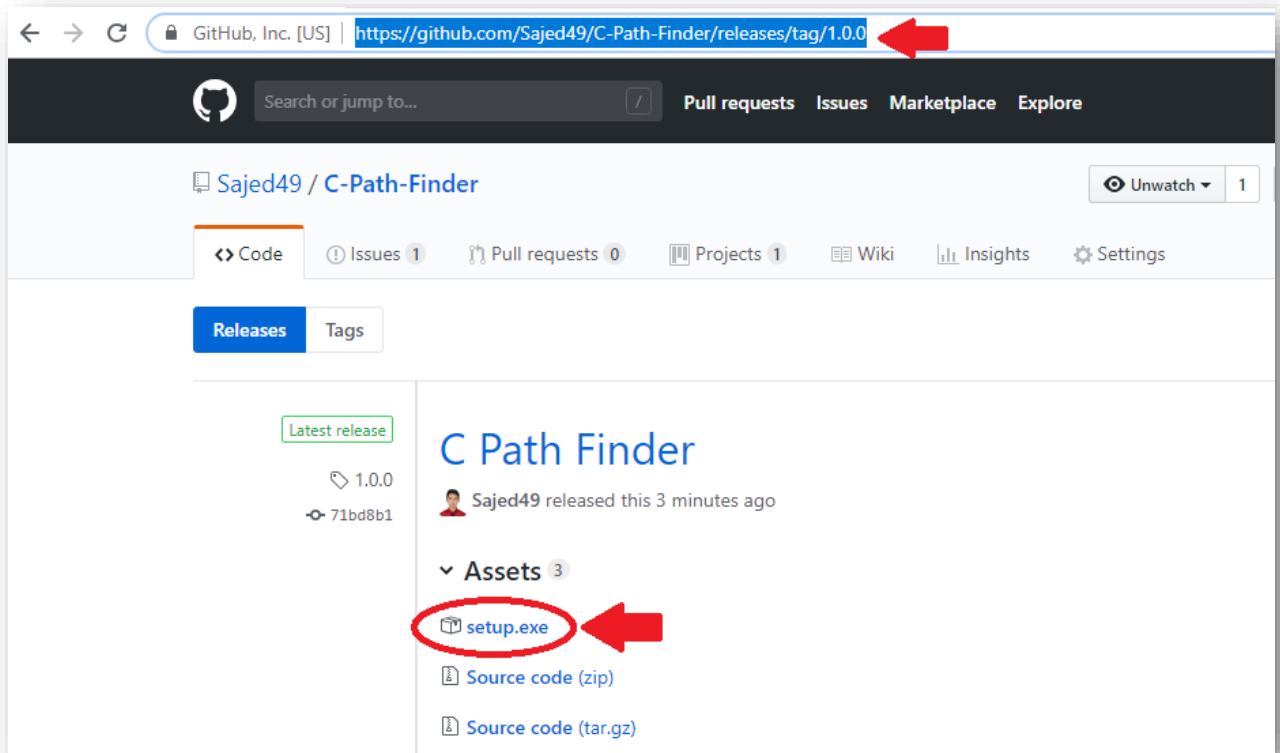 GitHub, Inc. [US] | https://github.com/Sajed49/C-Path-Finder/releases/tag/1.0.0
Search or jump to... / Pull requests Issues Marketplace Explore
Sajed49 / C-Path-Finder Unwatch 1
Code Issues 1 Pull requests 0 Projects 1 Wiki Insights Settings
Releases Tags
Latest release
C Path Finder
1.0.0
Sajed49 released this 3 minutes ago
71bd8b1
Assets 3
setup.exe
Source code (zip)
Source code (tar.gz)